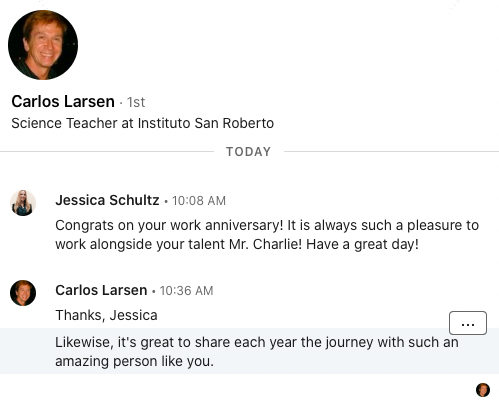 Carlos Larsen · 1st
Science Teacher at Instituto San Roberto
TODAY
Jessica Schultz • 10:08 AM
Congrats on your work anniversary! It is always such a pleasure to
work alongside your talent Mr. Charlie! Have a great day!
Carlos Larsen • 10:36 AM
Thanks, Jessica
...
Likewise, it's great to share each year the journey with such an
amazing person like you.